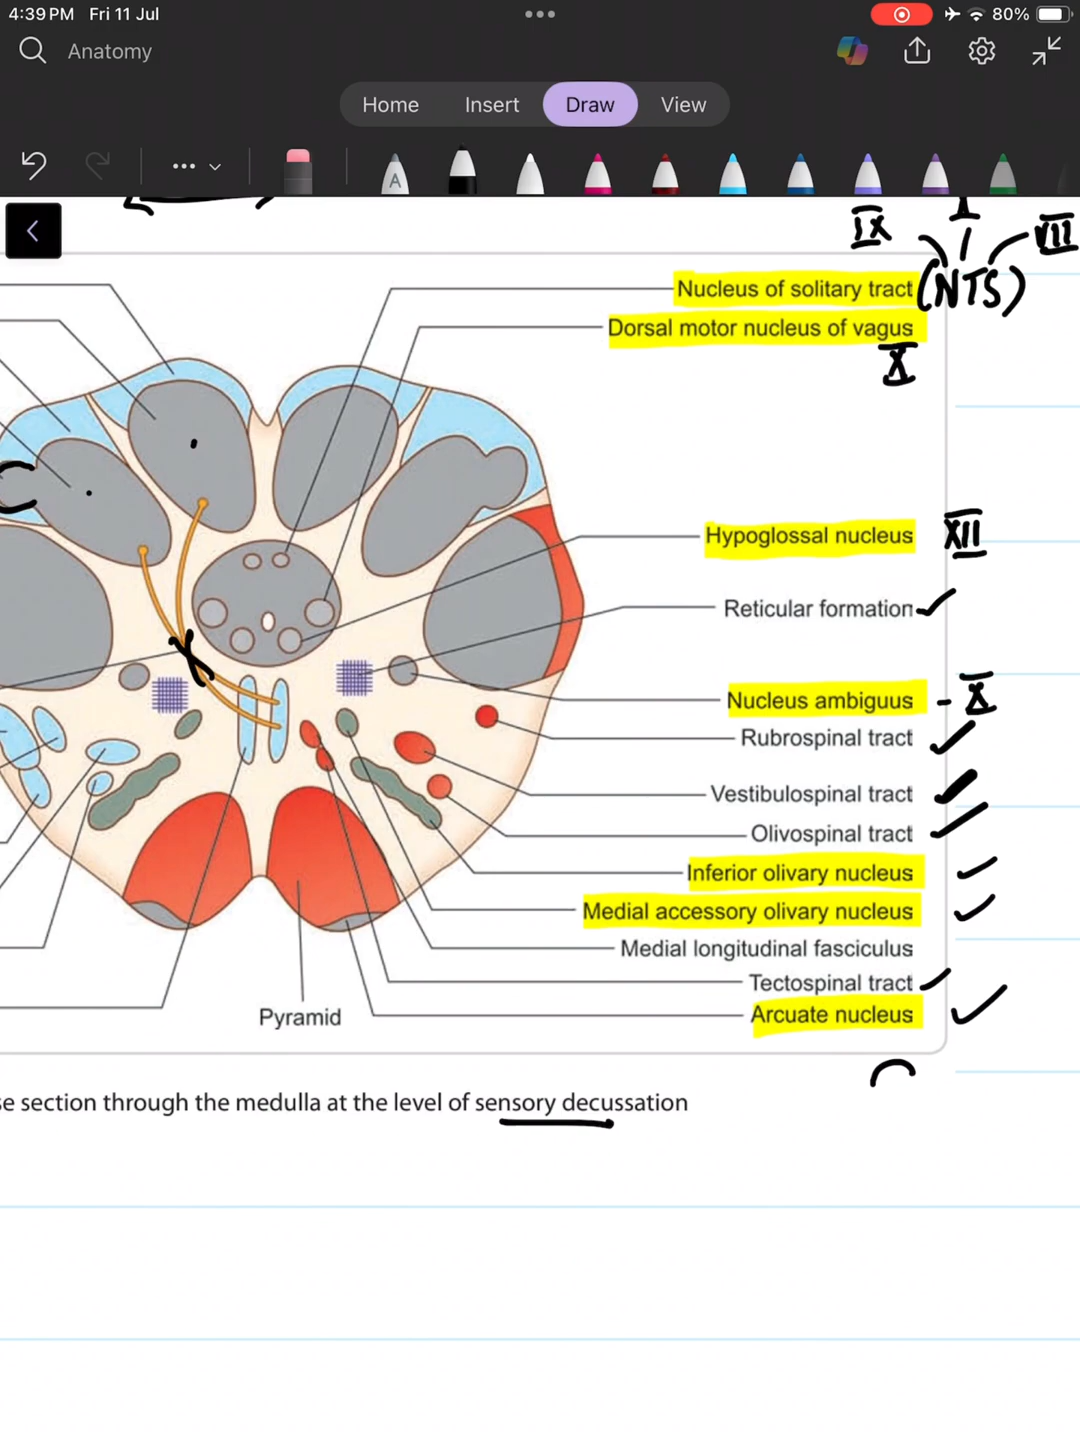 4:39 PM Fri 11 Jul
80%
Anatomy
Home Insert Draw View
A
IX X VII
Nucleus of solitary tract (NTS)
Dorsal motor nucleus of vagus
X
Hypoglossal nucleus XII
Reticular formation
Nucleus ambiguus - X
Rubrospinal tract
Vestibulospinal tract
Olivospinal tract
Inferior olivary nucleus
Medial accessory olivary nucleus
Medial longitudinal fasciculus
Tectospinal tract
Arcuate nucleus
Pyramid
se section through the medulla at the level of sensory decussation